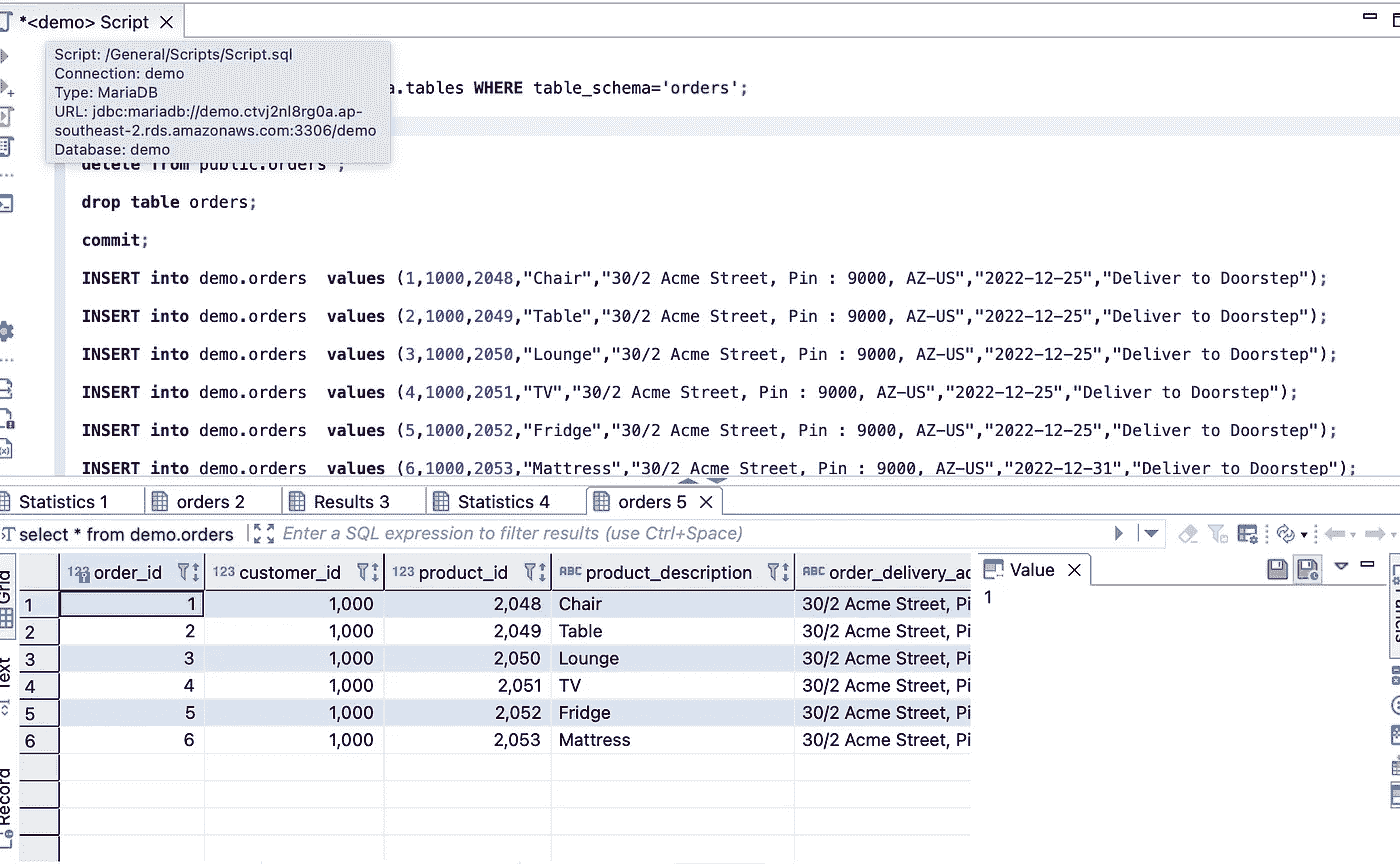 *<demo> Script
Script: /General/Scripts/Script.sql
Connection: demo
Type: MariaDB
URL: jdbc:mariadb://demo.ctvj2nl8rg0a.ap-
southeast-2.rds.amazonaws.com:3306/demo
Database: demo
a.tables WHERE table_schema='orders';
delete from public.orders ;
drop table orders;
commit;
INSERT into demo.orders  values (1,1000,2048,"Chair","30/2 Acme Street, Pin : 9000, AZ-US","2022-12-25","Deliver to Doorstep");
INSERT into demo.orders  values (2,1000,2049,"Table","30/2 Acme Street, Pin : 9000, AZ-US","2022-12-25","Deliver to Doorstep");
INSERT into demo.orders  values (3,1000,2050,"Lounge","30/2 Acme Street, Pin : 9000, AZ-US","2022-12-25","Deliver to Doorstep");
INSERT into demo.orders  values (4,1000,2051,"TV","30/2 Acme Street, Pin : 9000, AZ-US","2022-12-25","Deliver to Doorstep");
INSERT into demo.orders  values (5,1000,2052,"Fridge","30/2 Acme Street, Pin : 9000, AZ-US","2022-12-25","Deliver to Doorstep");
INSERT into demo.orders  values (6,1000,2053,"Mattress","30/2 Acme Street, Pin : 9000, AZ-US","2022-12-31","Deliver to Doorstep");
Statistics 1 orders 2 Results 3 Statistics 4 orders 5
select * from demo.orders Enter a SQL expression to filter results (use Ctrl+Space)
Grid
Text
Record
123 order_id 123 customer_id 123 product_id ABC product_description ABC order_delivery_ad
1 1 1,000 2,048 Chair 30/2 Acme Street, Pi
2 2 1,000 2,049 Table 30/2 Acme Street, Pi
3 3 1,000 2,050 Lounge 30/2 Acme Street, Pi
4 4 1,000 2,051 TV 30/2 Acme Street, Pi
5 5 1,000 2,052 Fridge 30/2 Acme Street, Pi
6 6 1,000 2,053 Mattress 30/2 Acme Street, Pi
Value
1